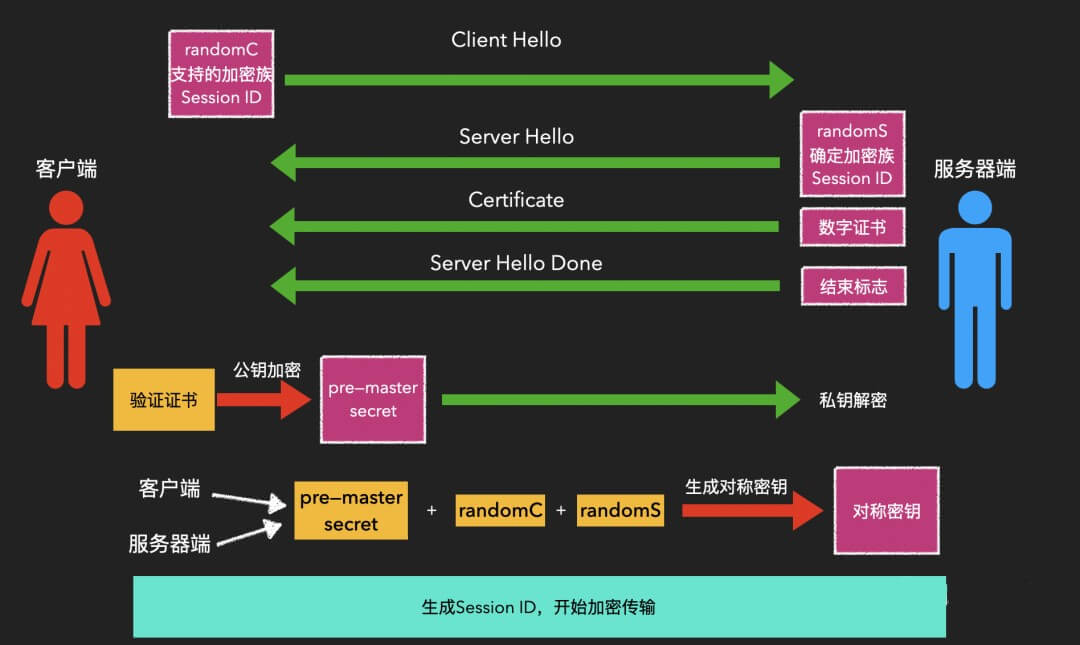 Client Hello
randomC
支持的加密族
Session ID
Server Hello
randomS
确定加密族
Session ID
客户端
服务器端
Certificate
数字证书
Server Hello Done
结束标志
公钥加密
验证证书
pre—master
secret
私钥解密
客户端
服务器端
pre—master
secret
+
randomC
+
randomS
生成对称密钥
对称密钥
生成Session ID，开始加密传输